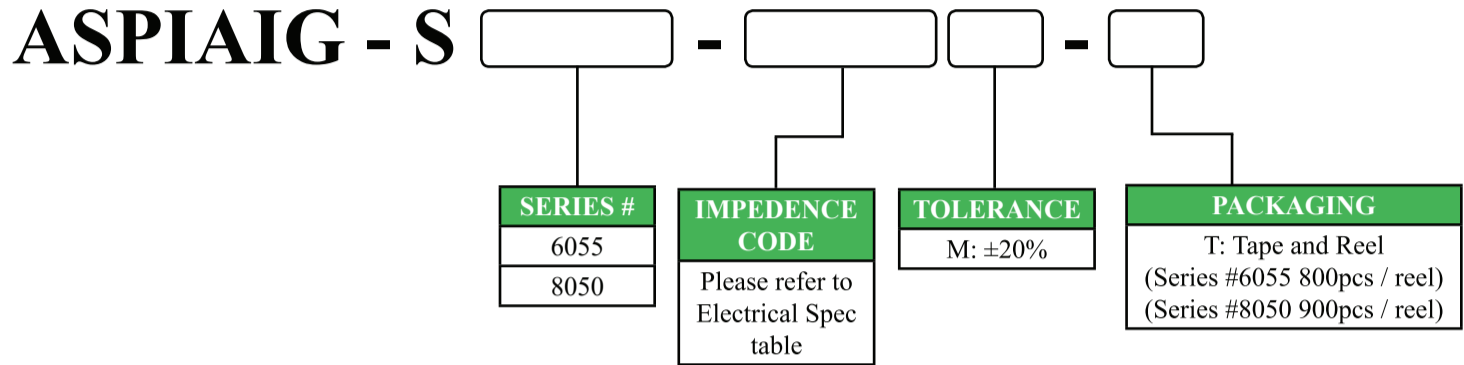 ASPIAIG - S - -
SERIES #
6055
8050
IMPEDENCE
CODE
Please refer to
Electrical Spec
table
TOLERANCE
M: ±20%
PACKAGING
T: Tape and Reel
(Series #6055 800pcs / reel)
(Series #8050 900pcs / reel)